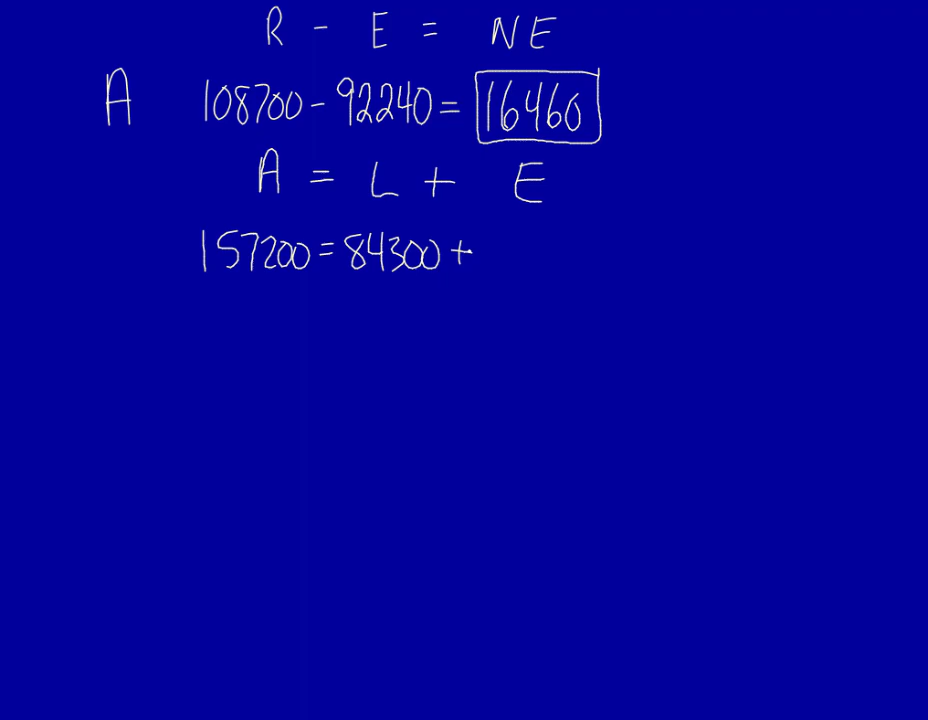 R - E = NE
A 108700 - 92240 = 16460
A = L + E
157200 = 84300 +